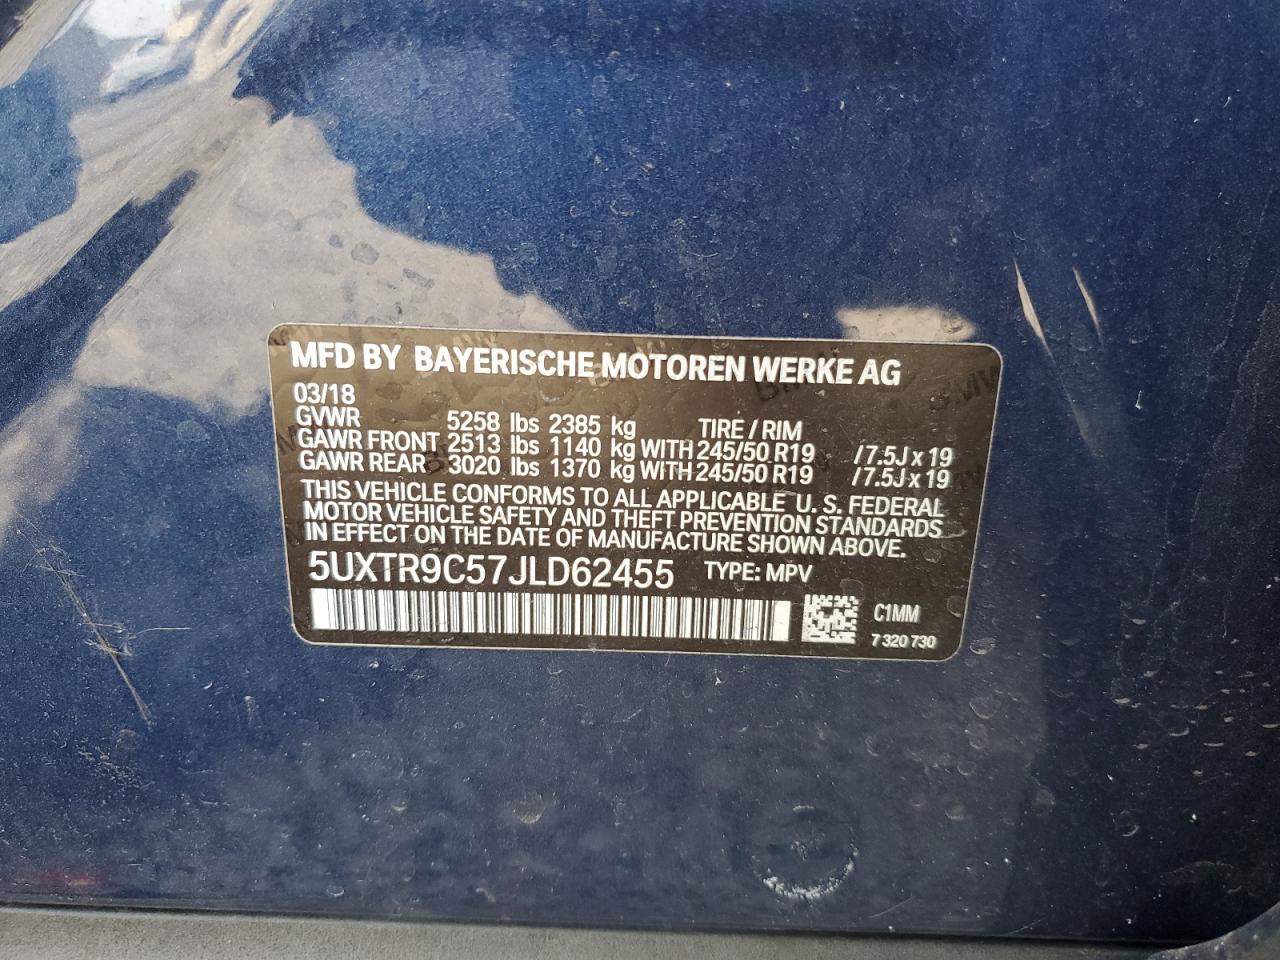 MFD BY BAYERISCHE MOTOREN WERKE AG
03/18
GVWR 5258 lbs 2385 kg TIRE / RIM
GAWR FRONT 2513 lbs 1140 kg WITH 245/50 R19 /7.5J x 19
GAWR REAR 3020 lbs 1370 kg WITH 245/50 R19 /7.5J x 19
THIS VEHICLE CONFORMS TO ALL APPLICABLE U. S. FEDERAL
MOTOR VEHICLE SAFETY AND THEFT PREVENTION STANDARDS
IN EFFECT ON THE DATE OF MANUFACTURE SHOWN ABOVE.
5UXTR9C57JLD62455 TYPE: MPV
C1MM
7 320 730